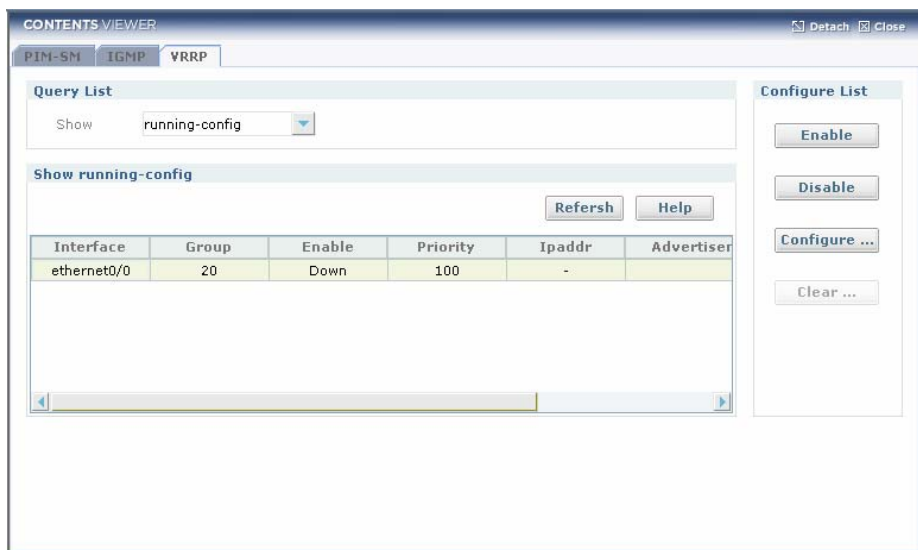 CONTENTS VIEWER Detach Close
PIM-SM IGMP VRRP
Query List
Show running-config
Show running-config
Refersh Help
Interface Group Enable Priority Ipaddr Advertiser
ethernet0/0 20 Down 100 -
Configure List
Enable
Disable
Configure ...
Clear ...